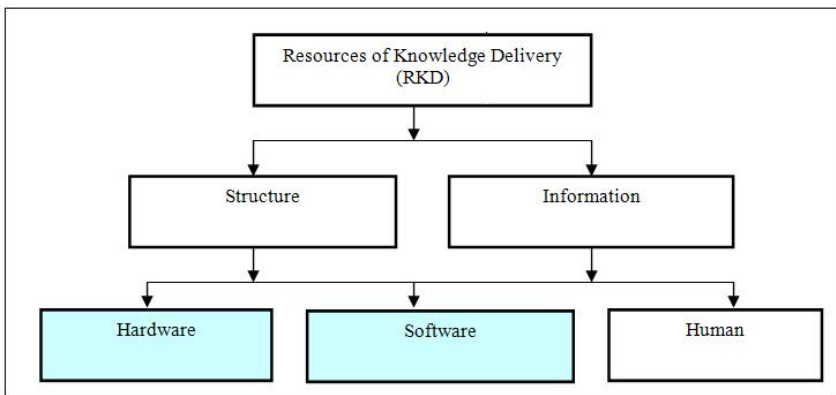 Resources of Knowledge Delivery
(RKD)
Structure
Information
Hardware
Software
Human